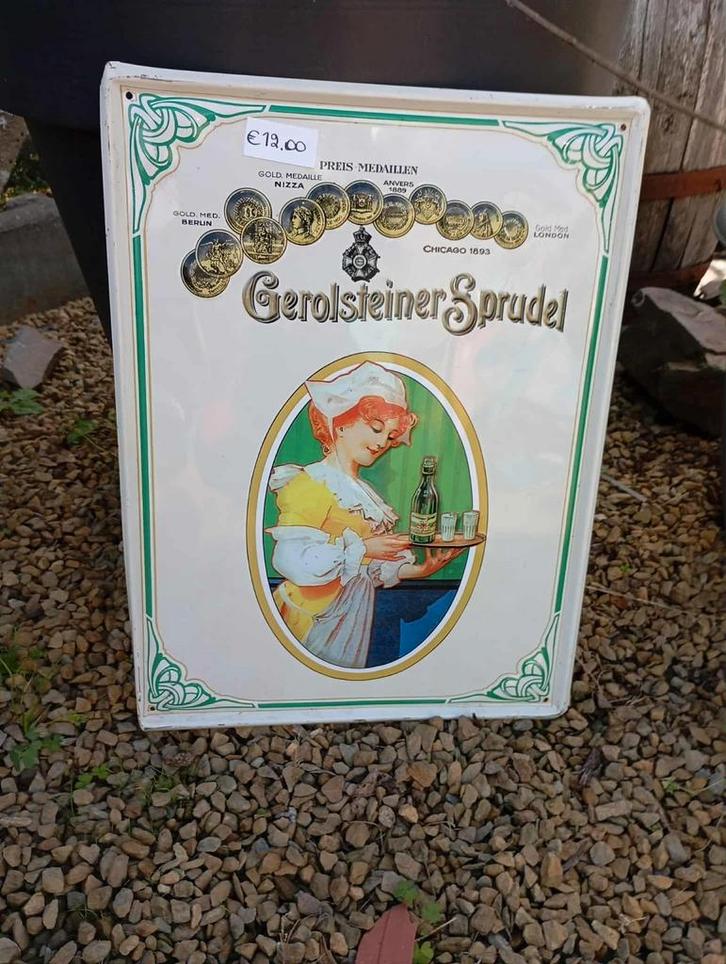 €12,00
PREIS-MEDAILLEN
GOLD. MEDAILLE
NIZZA
ANVERS
1889
GOLD. MED.
BERLIN
Gold Med.
LONDON
CHICAGO 1893
Gerolsteiner Sprudel